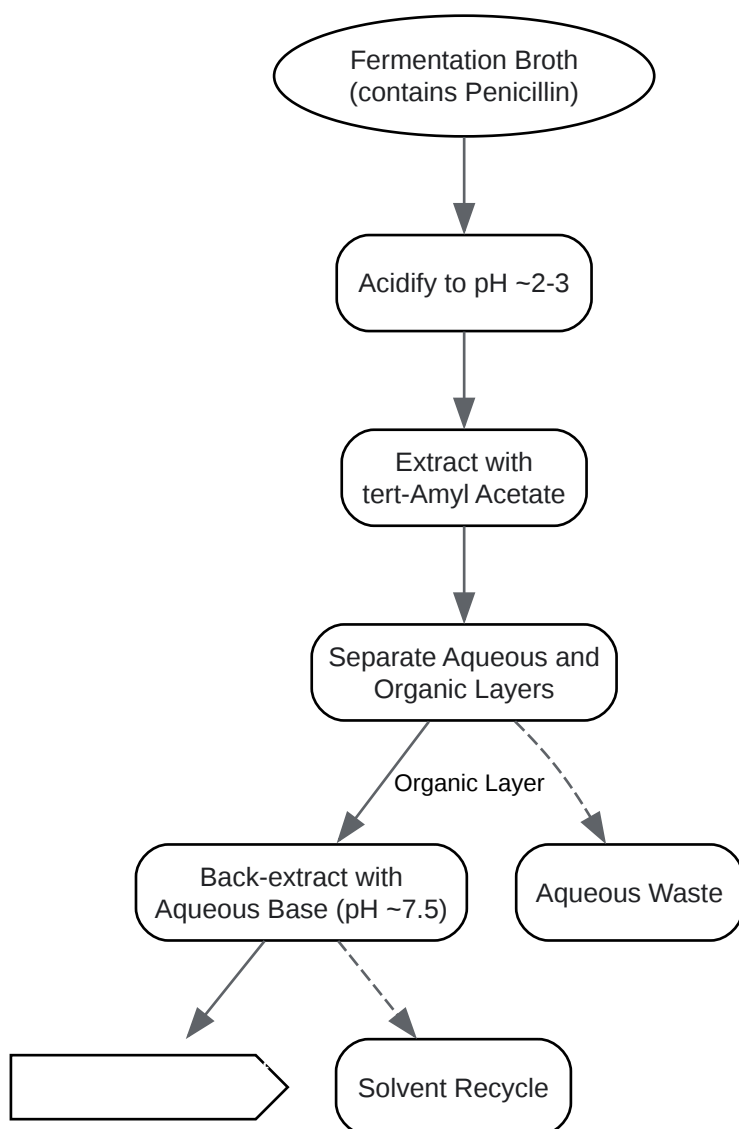 Fermentation Broth
(contains Penicillin)
Acidify to pH ~2-3
Extract with
tert-Amyl Acetate
Separate Aqueous and
Organic Layers
Organic Layer
Back-extract with
Aqueous Base (pH ~7.5)
Aqueous Waste
Solvent Recycle